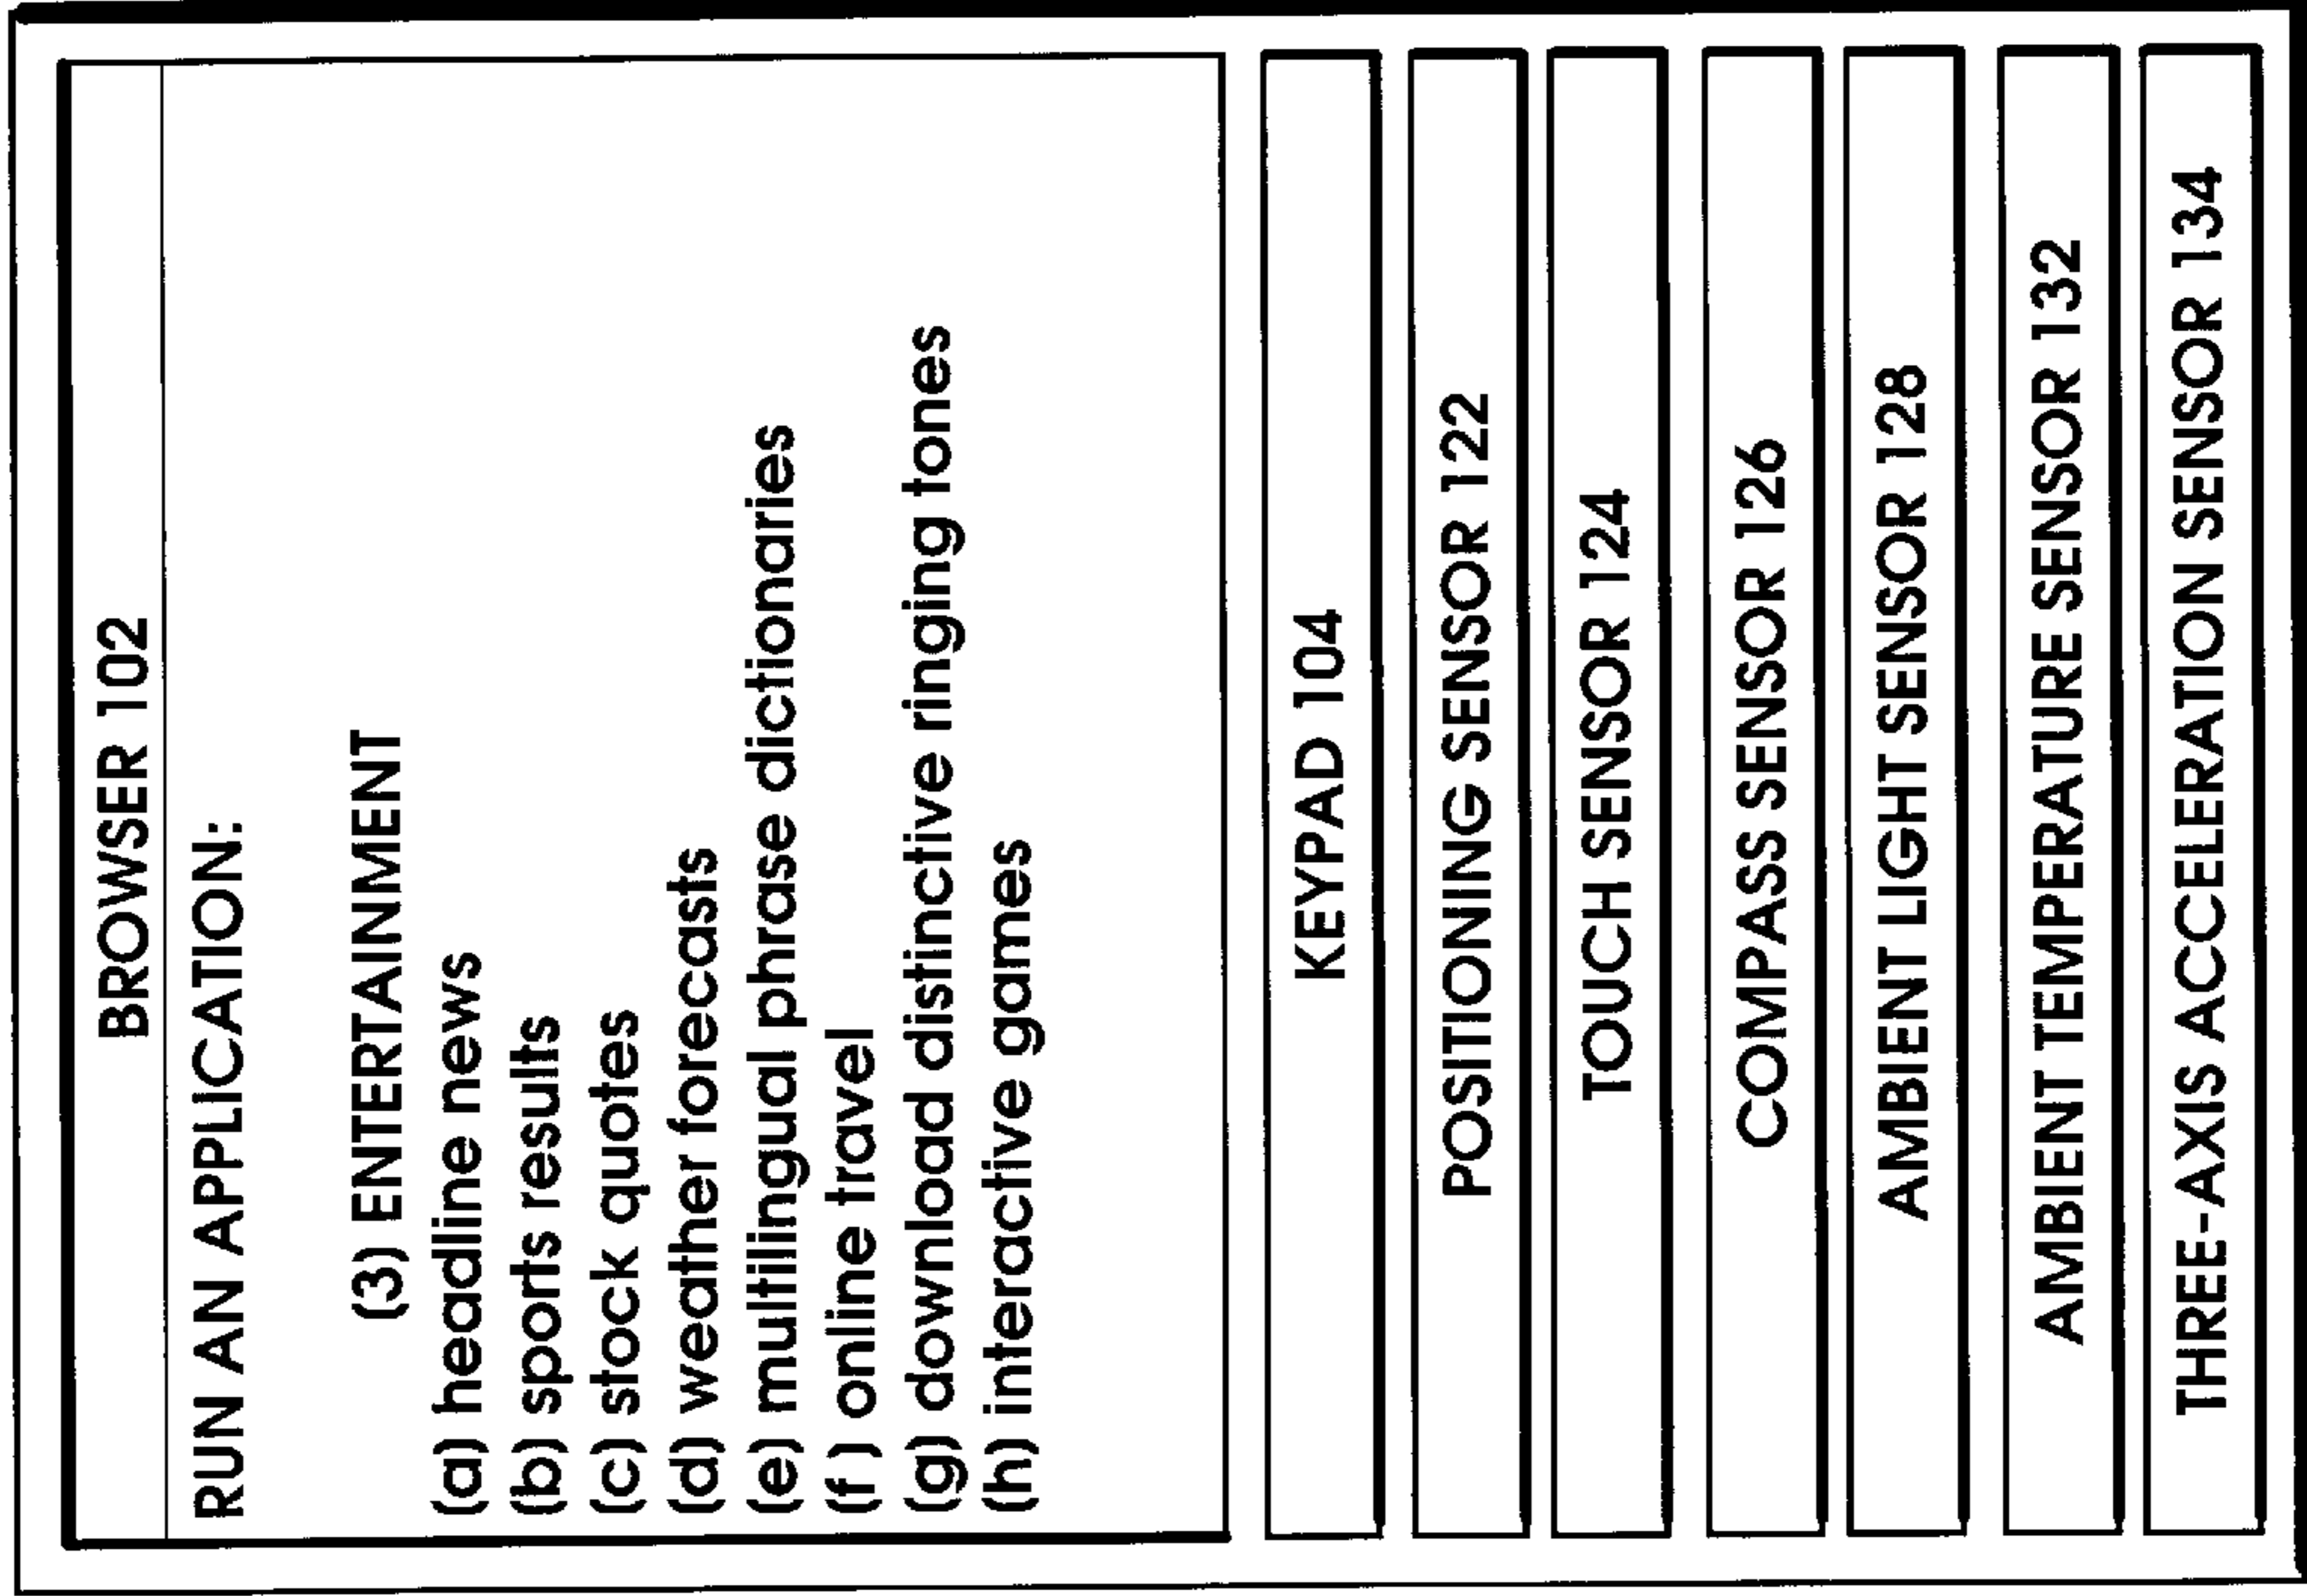 BROWSER 102
RUN AN APPLICATION:
(3) ENTERTAINMENT
(a) headline news
(b) sports results
(c) stock quotes
(d) weather forecasts
(e) multilingual phrase dictionaries
(f) online travel
(g) download distinctive ringing tones
(h) interactive games
KEYPAD 104
POSITIONING SENSOR 122
TOUCH SENSOR 124
COMPASS SENSOR 126
AMBIENT LIGHT SENSOR 128
AMBIENT TEMPERATURE SENSOR 132
THREE-AXIS ACCELERATION SENSOR 134